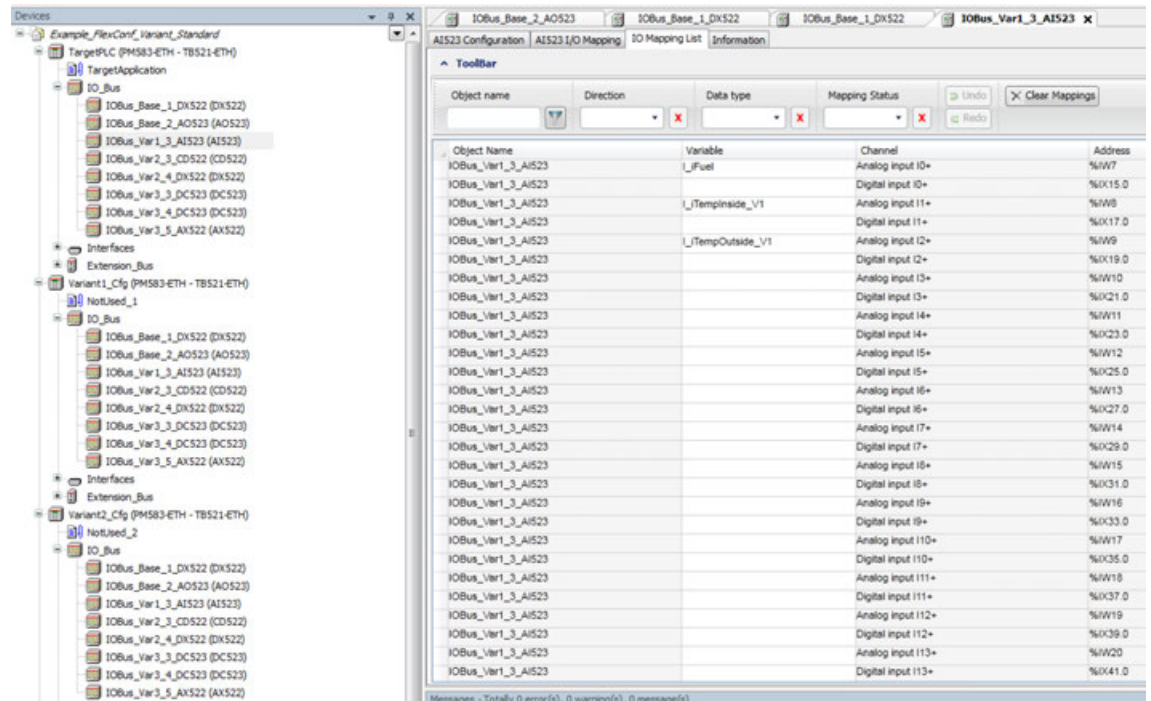 Devices
Example_FlexConf_Variant_Standard
TargetPLC (PM583-ETH - TB521-ETH)
TargetApplication
IO_Bus
IOBus_Base_1_DX522 (DX522)
IOBus_Base_2_AO523 (AO523)
IOBus_Var1_3_AI523 (AI523)
IOBus_Var2_3_CD522 (CD522)
IOBus_Var2_4_DX522 (DX522)
IOBus_Var3_3_DC523 (DC523)
IOBus_Var3_4_DC523 (DC523)
IOBus_Var3_5_AX522 (AX522)
Interfaces
Extension_Bus
Variant1_Cfg (PM583-ETH - TB521-ETH)
NotUsed_1
IO_Bus
IOBus_Base_1_DX522 (DX522)
IOBus_Base_2_AO523 (AO523)
IOBus_Var1_3_AI523 (AI523)
IOBus_Var2_3_CD522 (CD522)
IOBus_Var2_4_DX522 (DX522)
IOBus_Var3_3_DC523 (DC523)
IOBus_Var3_4_DC523 (DC523)
IOBus_Var3_5_AX522 (AX522)
Interfaces
Extension_Bus
Variant2_Cfg (PM583-ETH - TB521-ETH)
NotUsed_2
IO_Bus
IOBus_Base_1_DX522 (DX522)
IOBus_Base_2_AO523 (AO523)
IOBus_Var1_3_AI523 (AI523)
IOBus_Var2_3_CD522 (CD522)
IOBus_Var2_4_DX522 (DX522)
IOBus_Var3_3_DC523 (DC523)
IOBus_Var3_4_DC523 (DC523)
IOBus_Var3_5_AX522 (AX522)
IOBus_Base_2_AO523 IOBus_Base_1_DX522 IOBus_Base_1_DX522 IOBus_Var1_3_AI523 X
AI523 Configuration AI523 I/O Mapping IO Mapping List Information
ToolBar
Object name Direction Data type Mapping Status Undo Clear Mappings
Redo
Object Name Variable Channel Address
IOBus_Var1_3_AI523 I_iFuel Analog input I0+ %IW7
IOBus_Var1_3_AI523 Digital input I0+ %IX15.0
IOBus_Var1_3_AI523 I_iTempInside_V1 Analog input I1+ %IW8
IOBus_Var1_3_AI523 Digital input I1+ %IX17.0
IOBus_Var1_3_AI523 I_iTempOutside_V1 Analog input I2+ %IW9
IOBus_Var1_3_AI523 Digital input I2+ %IX19.0
IOBus_Var1_3_AI523 Analog input I3+ %IW10
IOBus_Var1_3_AI523 Digital input I3+ %IX21.0
IOBus_Var1_3_AI523 Analog input I4+ %IW11
IOBus_Var1_3_AI523 Digital input I4+ %IX23.0
IOBus_Var1_3_AI523 Analog input I5+ %IW12
IOBus_Var1_3_AI523 Digital input I5+ %IX25.0
IOBus_Var1_3_AI523 Analog input I6+ %IW13
IOBus_Var1_3_AI523 Digital input I6+ %IX27.0
IOBus_Var1_3_AI523 Analog input I7+ %IW14
IOBus_Var1_3_AI523 Digital input I7+ %IX29.0
IOBus_Var1_3_AI523 Analog input I8+ %IW15
IOBus_Var1_3_AI523 Digital input I8+ %IX31.0
IOBus_Var1_3_AI523 Analog input I9+ %IW16
IOBus_Var1_3_AI523 Digital input I9+ %IX33.0
IOBus_Var1_3_AI523 Analog input I10+ %IW17
IOBus_Var1_3_AI523 Digital input I10+ %IX35.0
IOBus_Var1_3_AI523 Analog input I11+ %IW18
IOBus_Var1_3_AI523 Digital input I11+ %IX37.0
IOBus_Var1_3_AI523 Analog input I12+ %IW19
IOBus_Var1_3_AI523 Digital input I12+ %IX39.0
IOBus_Var1_3_AI523 Analog input I13+ %IW20
IOBus_Var1_3_AI523 Digital input I13+ %IX41.0
Messages - Totally 0 error(s), 0 warning(s), 0 message(s)